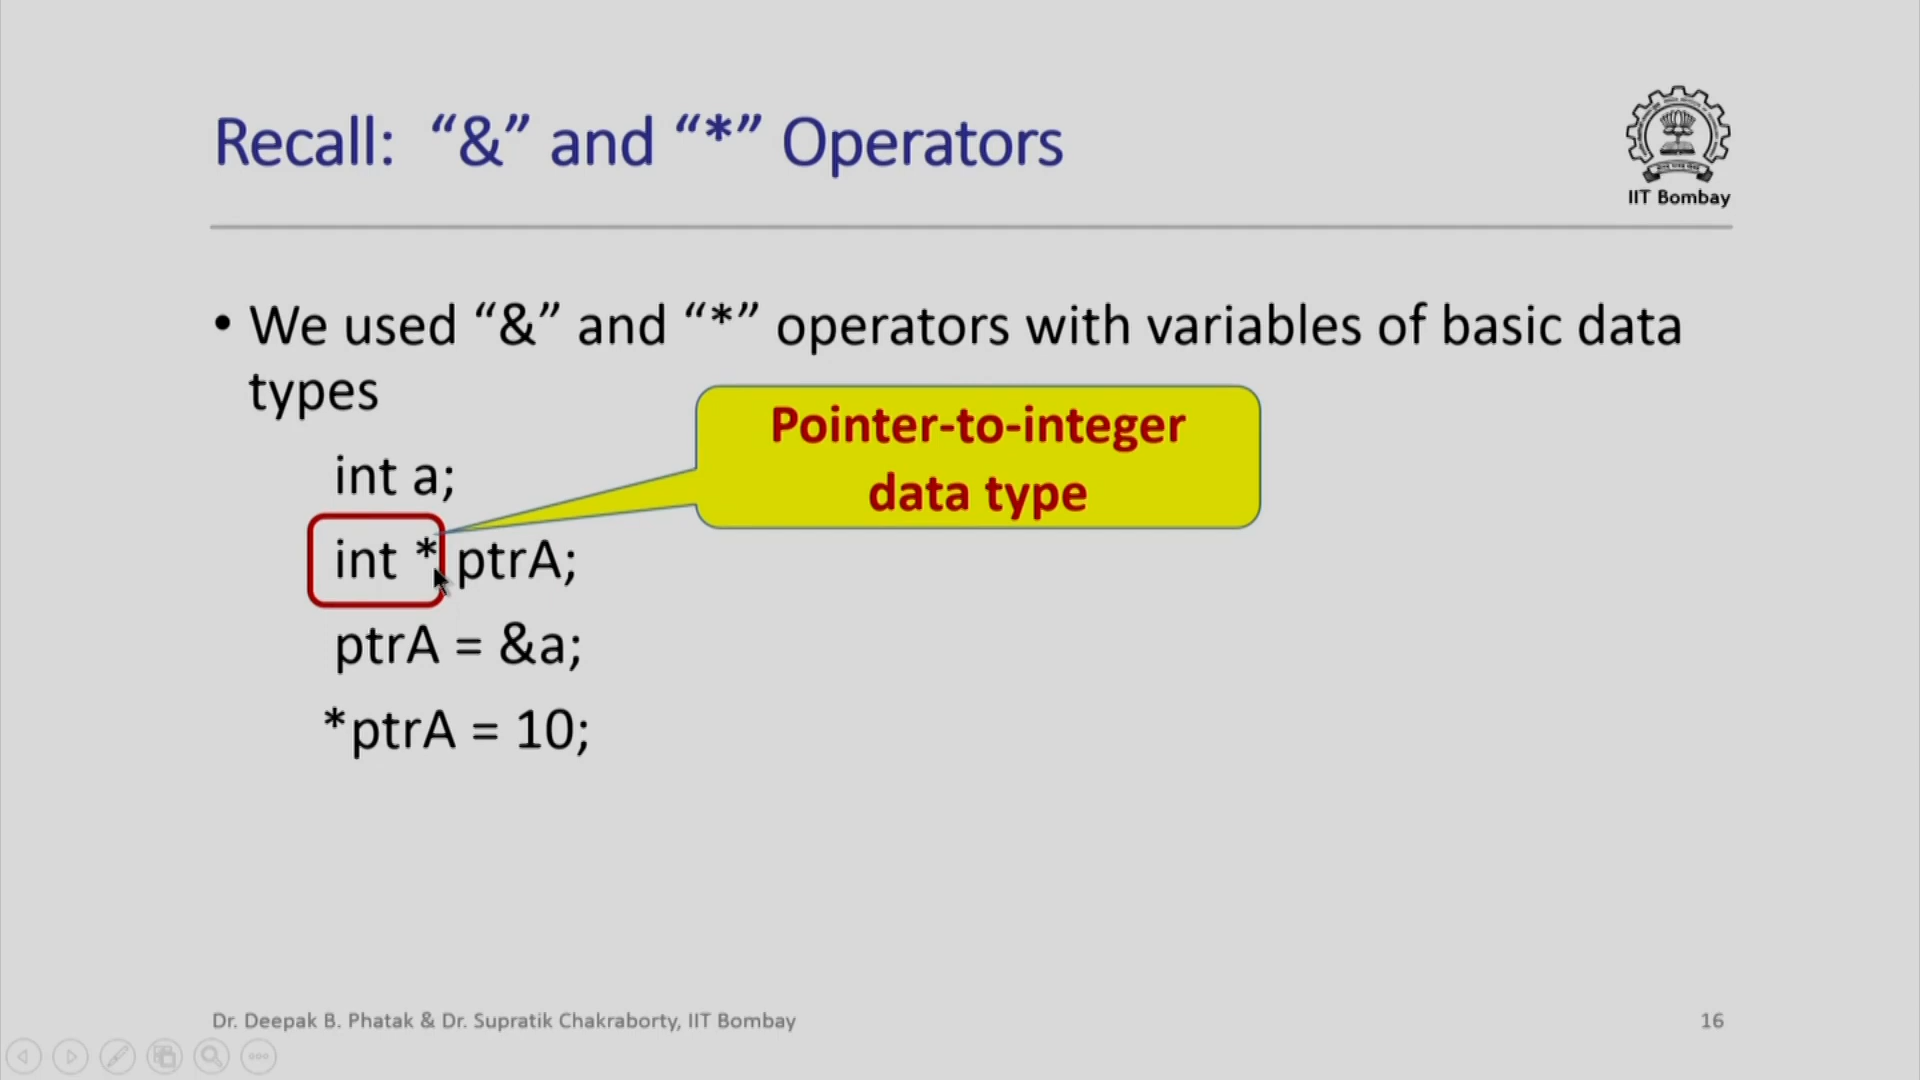 Recall: “&” and “*” Operators
IIT Bombay
• We used “&” and “*” operators with variables of basic data
types
Pointer-to-integer
data type
int a;
int * ptrA;
ptrA = &a;
*ptrA = 10;
Dr. Deepak B. Phatak & Dr. Supratik Chakraborty, IIT Bombay
16